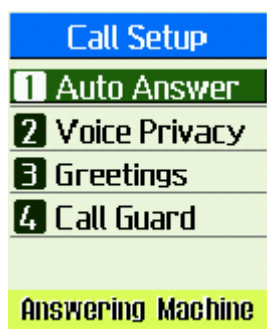 Call Setup
1 Auto Answer
2 Voice Privacy
3 Greetings
4 Call Guard
Answering Machine